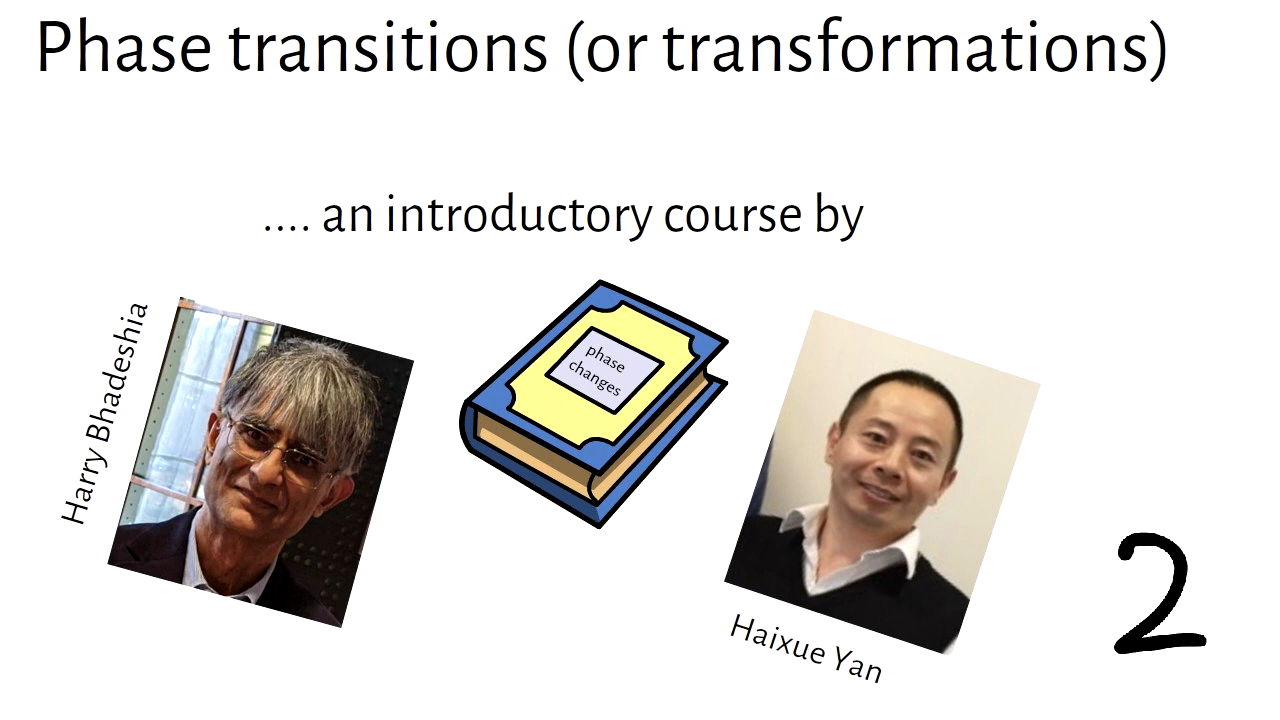 Phase transitions (or transformations)
.... an introductory course by
Harry Bhadeshia
phase
changes
Haixue Yan
2